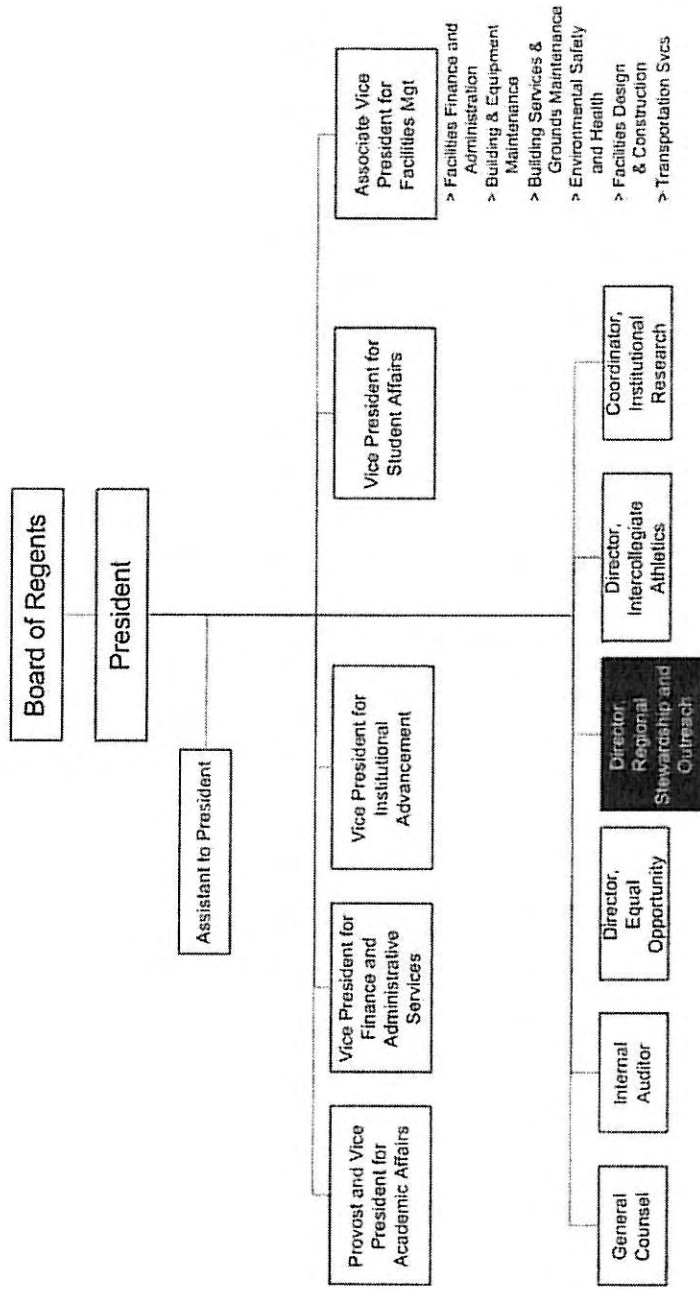 Board of Regents
President
Assistant to President
Provost and Vice
President for
Academic Affairs
Vice President for
Finance and
Administrative
Services
Vice President for
Institutional
Advancement
Vice President for
Student Affairs
Associate Vice
President for
Facilities Mgt
> Facilities Finance and
Administration
> Building & Equipment
Maintenance
> Building Services &
Grounds Maintenance
> Environmental Safety
and Health
> Facilities Design
& Construction
> Transportation Svcs
General
Counsel
Internal
Auditor
Director,
Equal
Opportunity
Director,
Regional
Stewardship and
Outreach
Director,
Intercollegiate
Athletics
Coordinator,
Institutional
Research